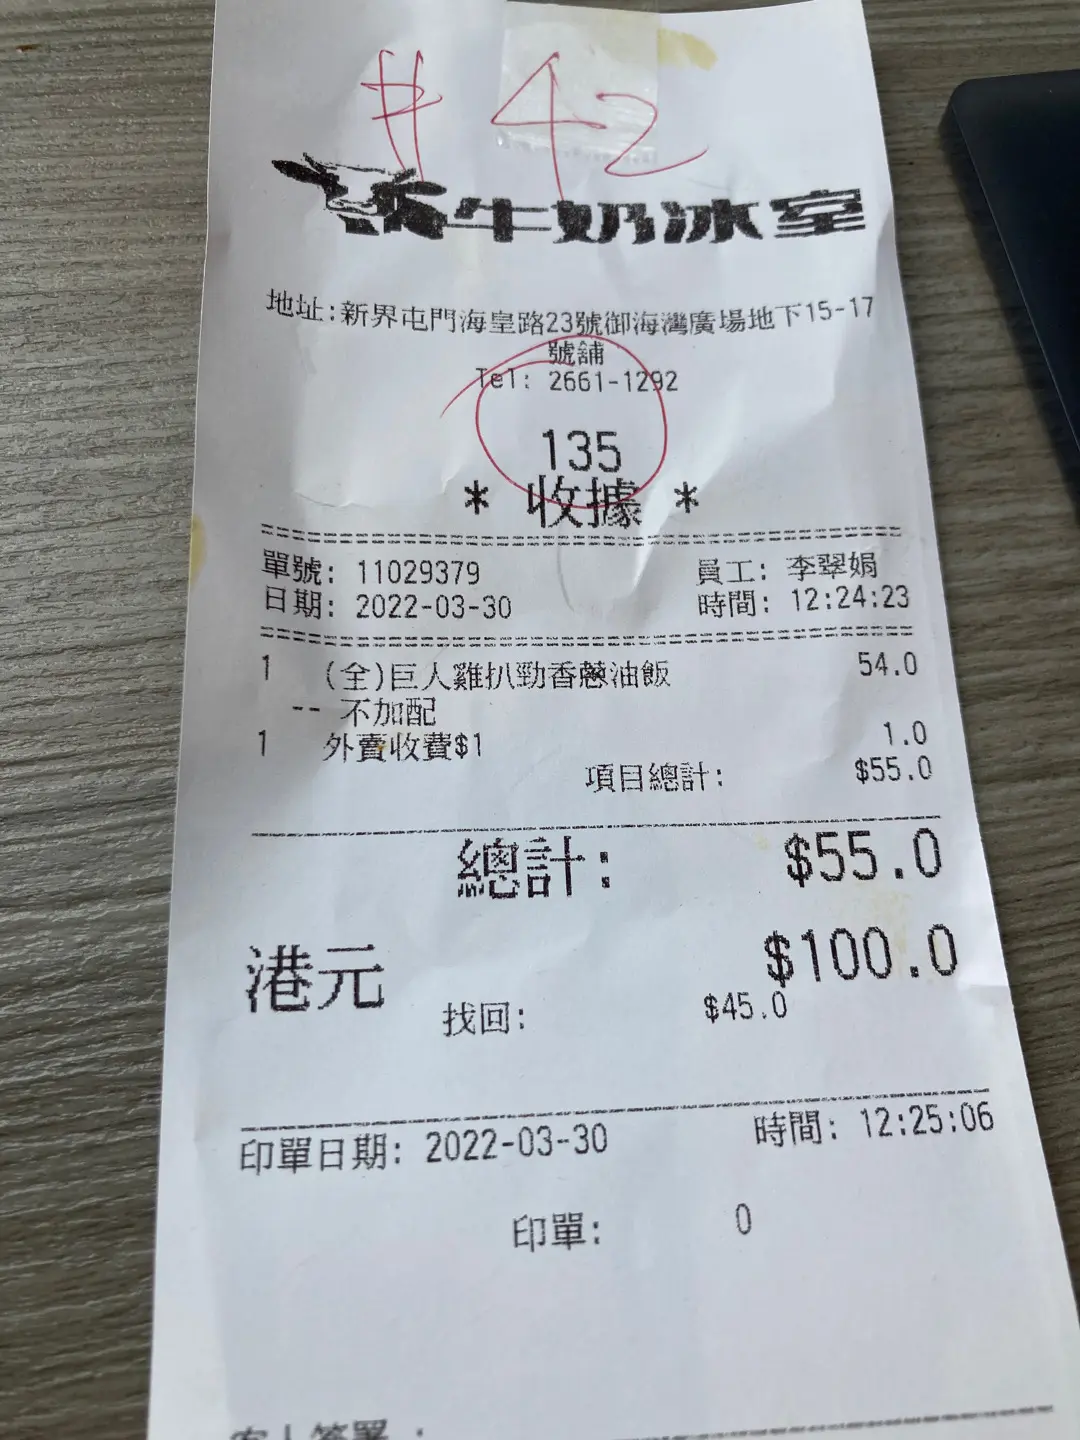 #42
牛奶冰室
地址:新界屯門海皇路23號御海灣廣場地下15-17
號舖
Tel: 2661-1292
135
* 收據 *
單號: 11029379 員工: 李翠娟
日期: 2022-03-30 時間: 12:24:23
1 (全)巨人雞扒勁香蔥油飯 54.0
-- 不加配
1 外賣收費$1 1.0
項目總計: $55.0
總計: $55.0
港元 $100.0
找回: $45.0
印單日期: 2022-03-30 時間: 12:25:06
印單: 0